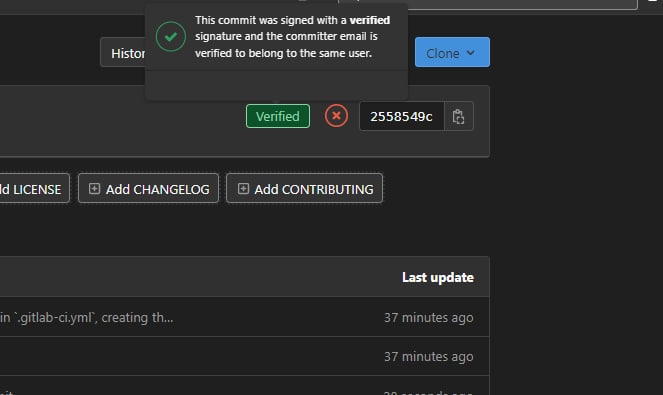 This commit was signed with a verified
signature and the committer email is
verified to belong to the same user.
Clone
Verified
2558549c
LICENSE
Add CHANGELOG
Add CONTRIBUTING
Last update
in `.gitlab-ci.yml`, creating th...
37 minutes ago
37 minutes ago